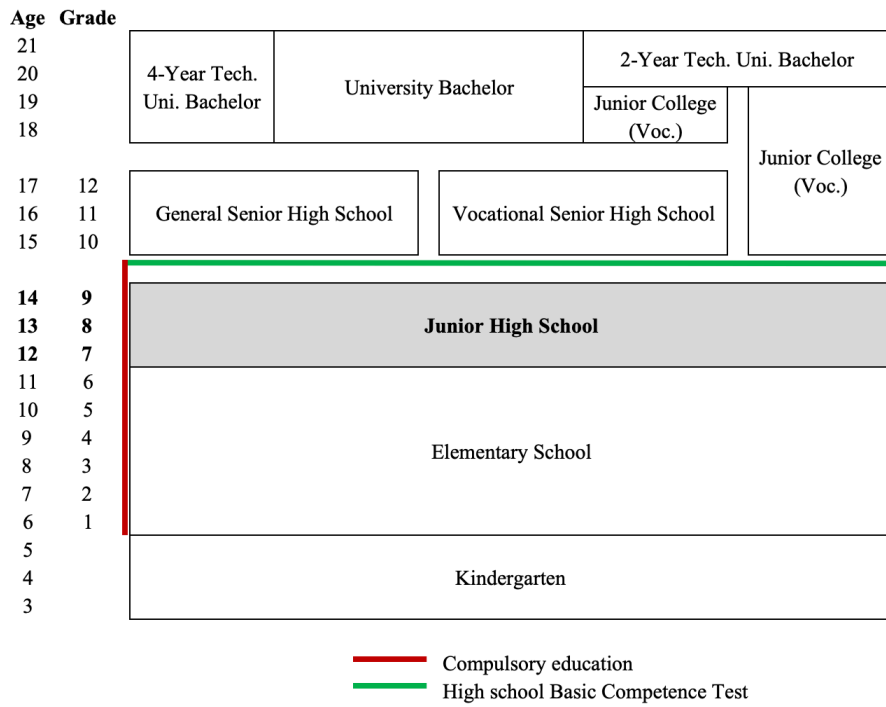 Age Grade
21
20
19
18
4-Year Tech.
Uni. Bachelor
University Bachelor
2-Year Tech. Uni. Bachelor
Junior College
(Voc.)
Junior College
(Voc.)
17 12
16 11
15 10
General Senior High School
Vocational Senior High School
14 9
13 8
12 7
Junior High School
11 6
10 5
9 4
8 3
7 2
6 1
Elementary School
5
4
3
Kindergarten
Compulsory education
High school Basic Competence Test